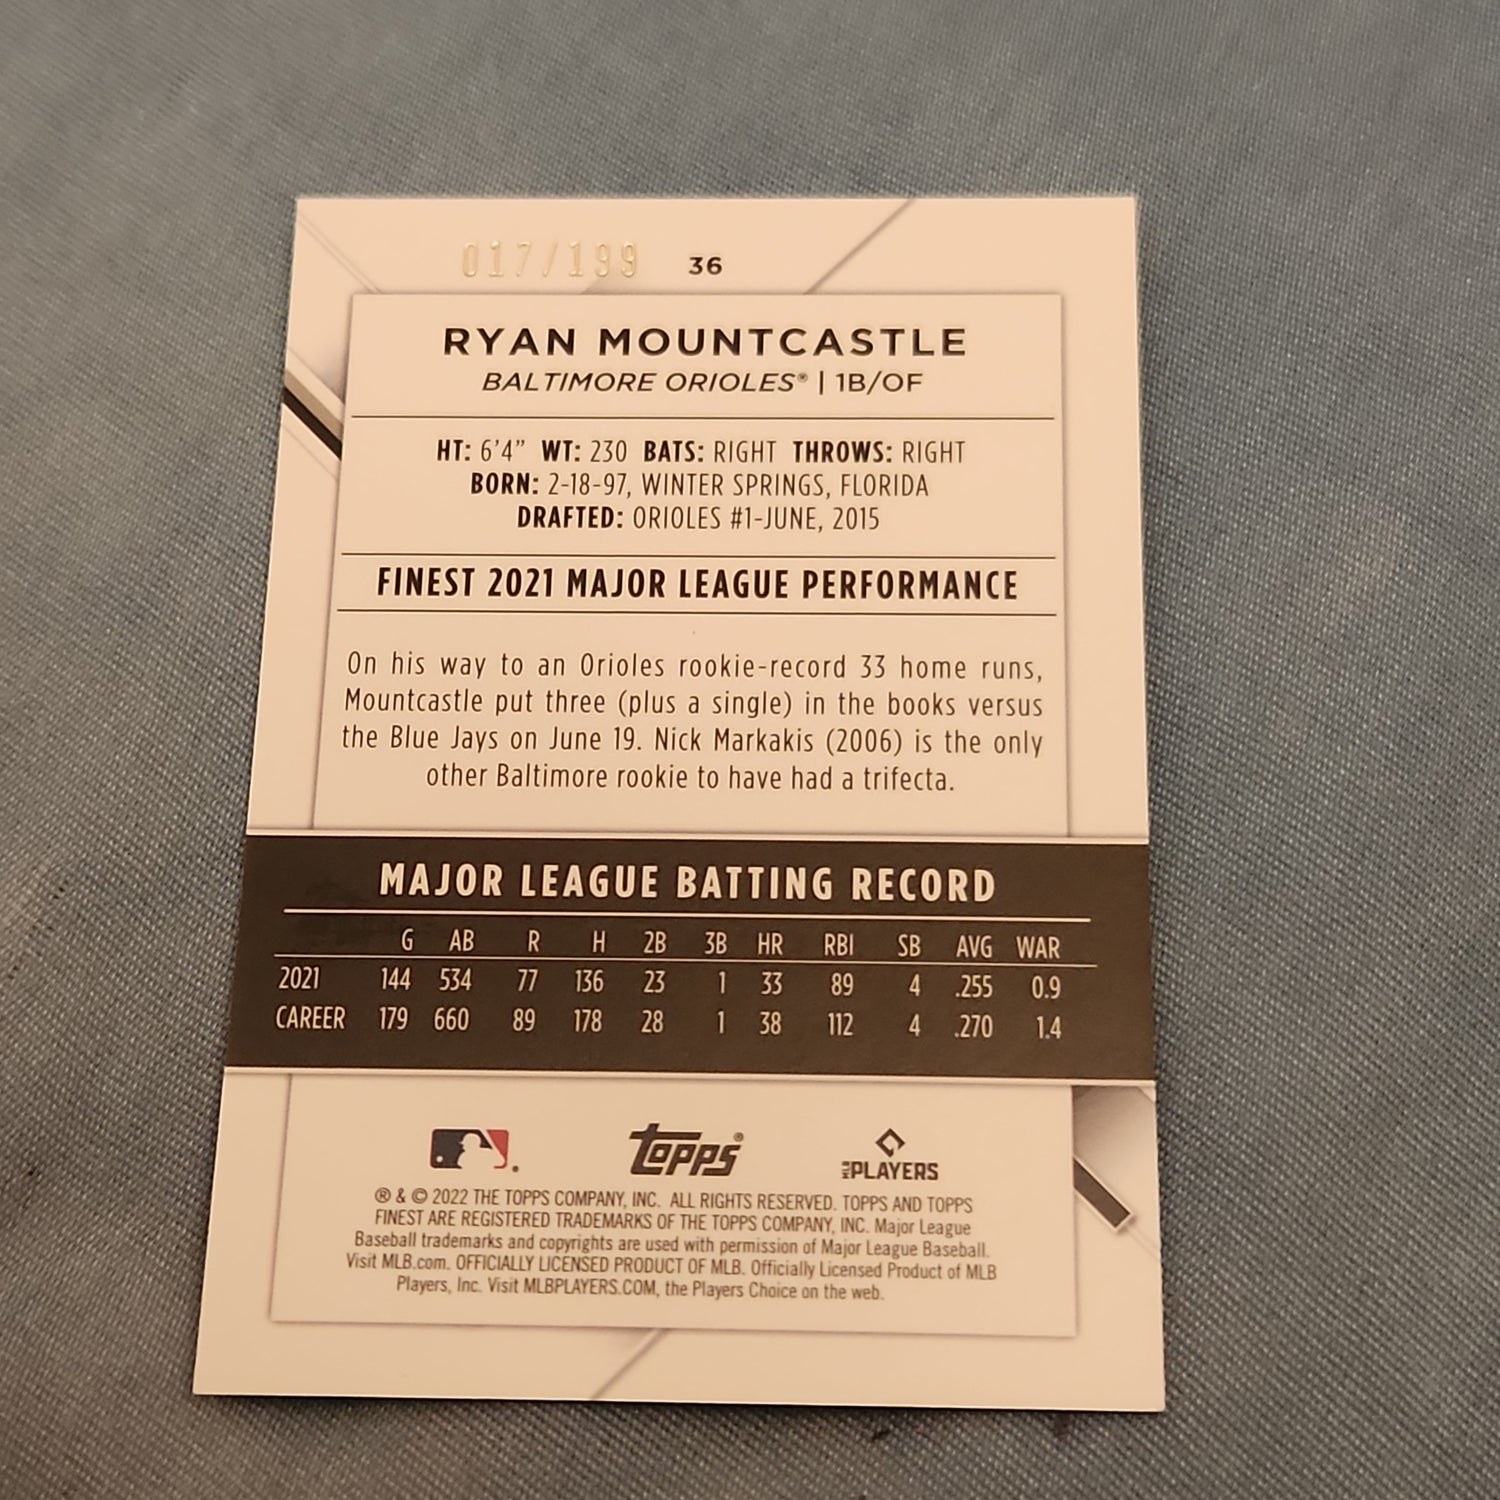 017/199 36
RYAN MOUNTCASTLE
BALTIMORE ORIOLES® | 1B/OF
HT: 6'4" WT: 230 BATS: RIGHT THROWS: RIGHT
BORN: 2-18-97, WINTER SPRINGS, FLORIDA
DRAFTED: ORIOLES #1-JUNE, 2015
FINEST 2021 MAJOR LEAGUE PERFORMANCE
On his way to an Orioles rookie-record 33 home runs,
Mountcastle put three (plus a single) in the books versus
the Blue Jays on June 19. Nick Markakis (2006) is the only
other Baltimore rookie to have had a trifecta.
MAJOR LEAGUE BATTING RECORD
G AB R H 2B 3B HR RBI SB AVG WAR
2021 144 534 77 136 23 1 33 89 4 .255 0.9
CAREER 179 660 89 178 28 1 38 112 4 .270 1.4
Topps® MLB PLAYERS
® & © 2022 THE TOPPS COMPANY, INC. ALL RIGHTS RESERVED. TOPPS AND TOPPS
FINEST ARE REGISTERED TRADEMARKS OF THE TOPPS COMPANY, INC. Major League
Baseball trademarks and copyrights are used with permission of Major League Baseball.
Visit MLB.com. OFFICIALLY LICENSED PRODUCT OF MLB. Officially Licensed Product of MLB
Players, Inc. Visit MLBPLAYERS.COM, the Players Choice on the web.